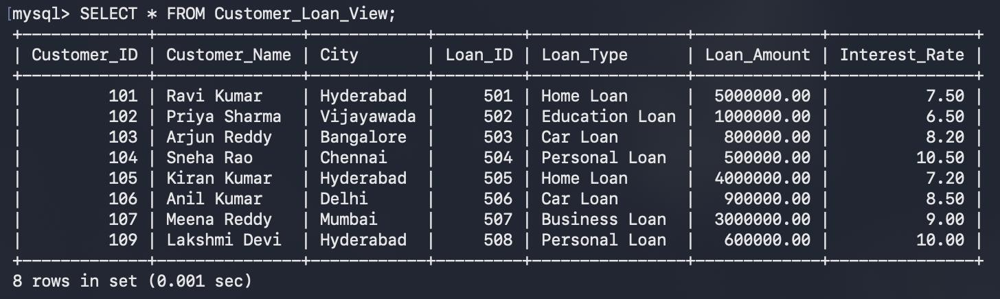 [mysql> SELECT * FROM Customer_Loan_View;
+-------------+---------------+------------+---------+----------------+-------------+---------------+
| Customer_ID | Customer_Name | City       | Loan_ID | Loan_Type      | Loan_Amount | Interest_Rate |
+-------------+---------------+------------+---------+----------------+-------------+---------------+
|         101 | Ravi Kumar    | Hyderabad  |     501 | Home Loan      |  5000000.00 |          7.50 |
|         102 | Priya Sharma  | Vijayawada |     502 | Education Loan |  1000000.00 |          6.50 |
|         103 | Arjun Reddy   | Bangalore  |     503 | Car Loan       |   800000.00 |          8.20 |
|         104 | Sneha Rao     | Chennai    |     504 | Personal Loan  |   500000.00 |         10.50 |
|         105 | Kiran Kumar   | Hyderabad  |     505 | Home Loan      |  4000000.00 |          7.20 |
|         106 | Anil Kumar    | Delhi      |     506 | Car Loan       |   900000.00 |          8.50 |
|         107 | Meena Reddy   | Mumbai     |     507 | Business Loan  |  3000000.00 |          9.00 |
|         109 | Lakshmi Devi  | Hyderabad  |     508 | Personal Loan  |   600000.00 |         10.00 |
+-------------+---------------+------------+---------+----------------+-------------+---------------+
8 rows in set (0.001 sec)